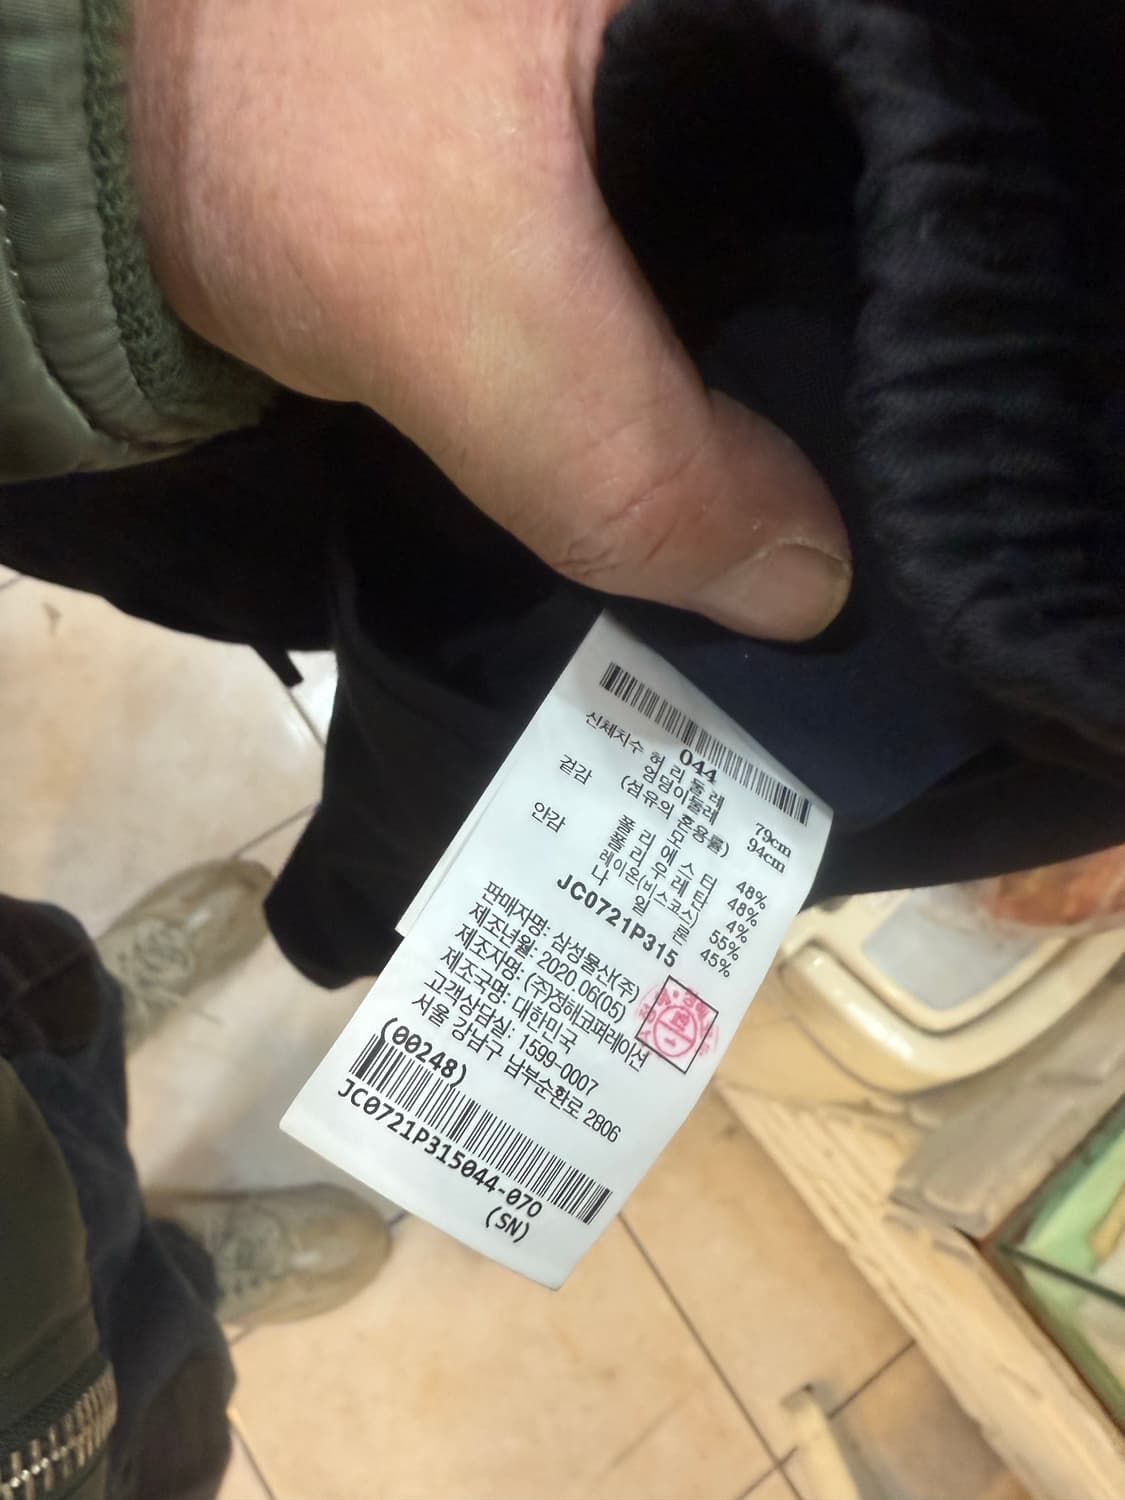 044
신체치수 허리둘레 79cm
엉덩이둘레 94cm
(섬유의 혼용률)
겉감 모 48%
폴리에스터 48%
폴리우레탄 4%
안감 레이온(비스코스) 55%
나일론 45%
JC0721P315
판매자명: 삼성물산(주)
제조년월: 2020.06(05)
제조자명: (주)정해코퍼레이션
제조국명: 대한민국
고객상담실: 1599-0007
서울 강남구 남부순환로 2806
(00248)
JC0721P315044-070
(SN)